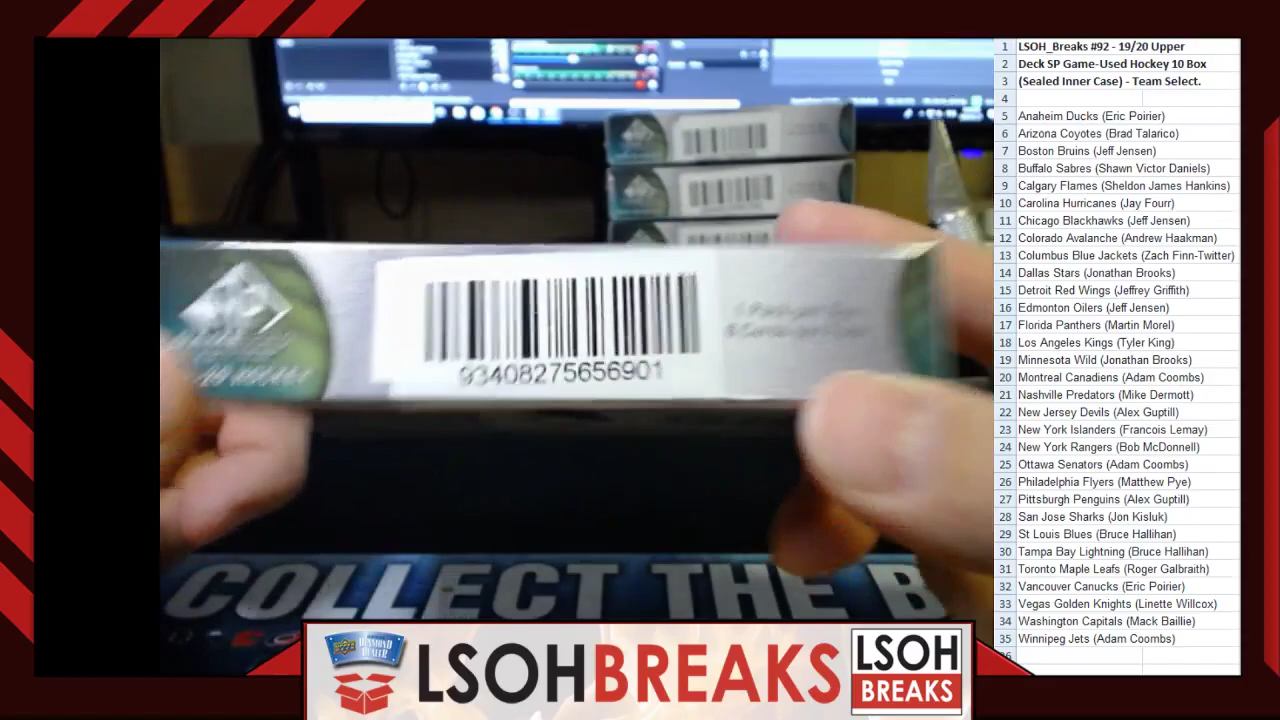 1 LSOH_Breaks #92 - 19/20 Upper
2 Deck SP Game-Used Hockey 10 Box
3 (Sealed Inner Case) - Team Select.
4
5 Anaheim Ducks (Eric Poirier)
6 Arizona Coyotes (Brad Talarico)
7 Boston Bruins (Jeff Jensen)
8 Buffalo Sabres (Shawn Victor Daniels)
9 Calgary Flames (Sheldon James Hankins)
10 Carolina Hurricanes (Jay Fourr)
11 Chicago Blackhawks (Jeff Jensen)
12 Colorado Avalanche (Andrew Haakman)
13 Columbus Blue Jackets (Zach Finn-Twitter)
14 Dallas Stars (Jonathan Brooks)
15 Detroit Red Wings (Jeffrey Griffith)
16 Edmonton Oilers (Jeff Jensen)
17 Florida Panthers (Martin Morel)
18 Los Angeles Kings (Tyler King)
19 Minnesota Wild (Jonathan Brooks)
20 Montreal Canadiens (Adam Coombs)
21 Nashville Predators (Mike Dermott)
22 New Jersey Devils (Alex Guptill)
23 New York Islanders (Francois Lemay)
24 New York Rangers (Bob McDonnell)
25 Ottawa Senators (Adam Coombs)
26 Philadelphia Flyers (Matthew Pye)
27 Pittsburgh Penguins (Alex Guptill)
28 San Jose Sharks (Jon Kisluk)
29 St Louis Blues (Bruce Hallihan)
30 Tampa Bay Lightning (Bruce Hallihan)
31 Toronto Maple Leafs (Roger Galbraith)
32 Vancouver Canucks (Eric Poirier)
33 Vegas Golden Knights (Linette Willcox)
34 Washington Capitals (Mack Baillie)
35 Winnipeg Jets (Adam Coombs)
93408275656901
COLLECT THE B
DIAMOND
DEALER
LSOHBREAKS
LSOH
BREAKS